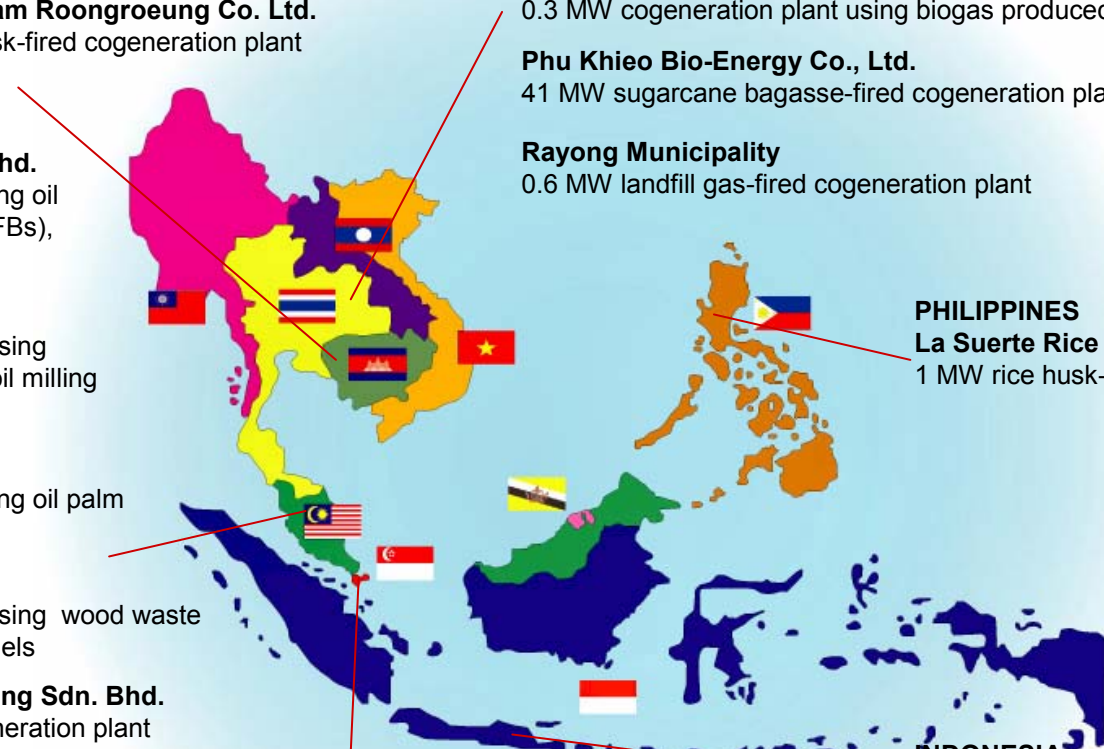 am Roongroeung Co. Ltd.
sk-fired cogeneration plant
0.3 MW cogeneration plant using biogas produced
Phu Khieo Bio-Energy Co., Ltd.
41 MW sugarcane bagasse-fired cogeneration pla
Rayong Municipality
0.6 MW landfill gas-fired cogeneration plant
hd.
ng oil
FBs),
sing
oil milling
ng oil palm
sing wood waste
els
ng Sdn. Bhd.
neration plant
PHILIPPINES
La Suerte Rice
1 MW rice husk-
INDONESIA